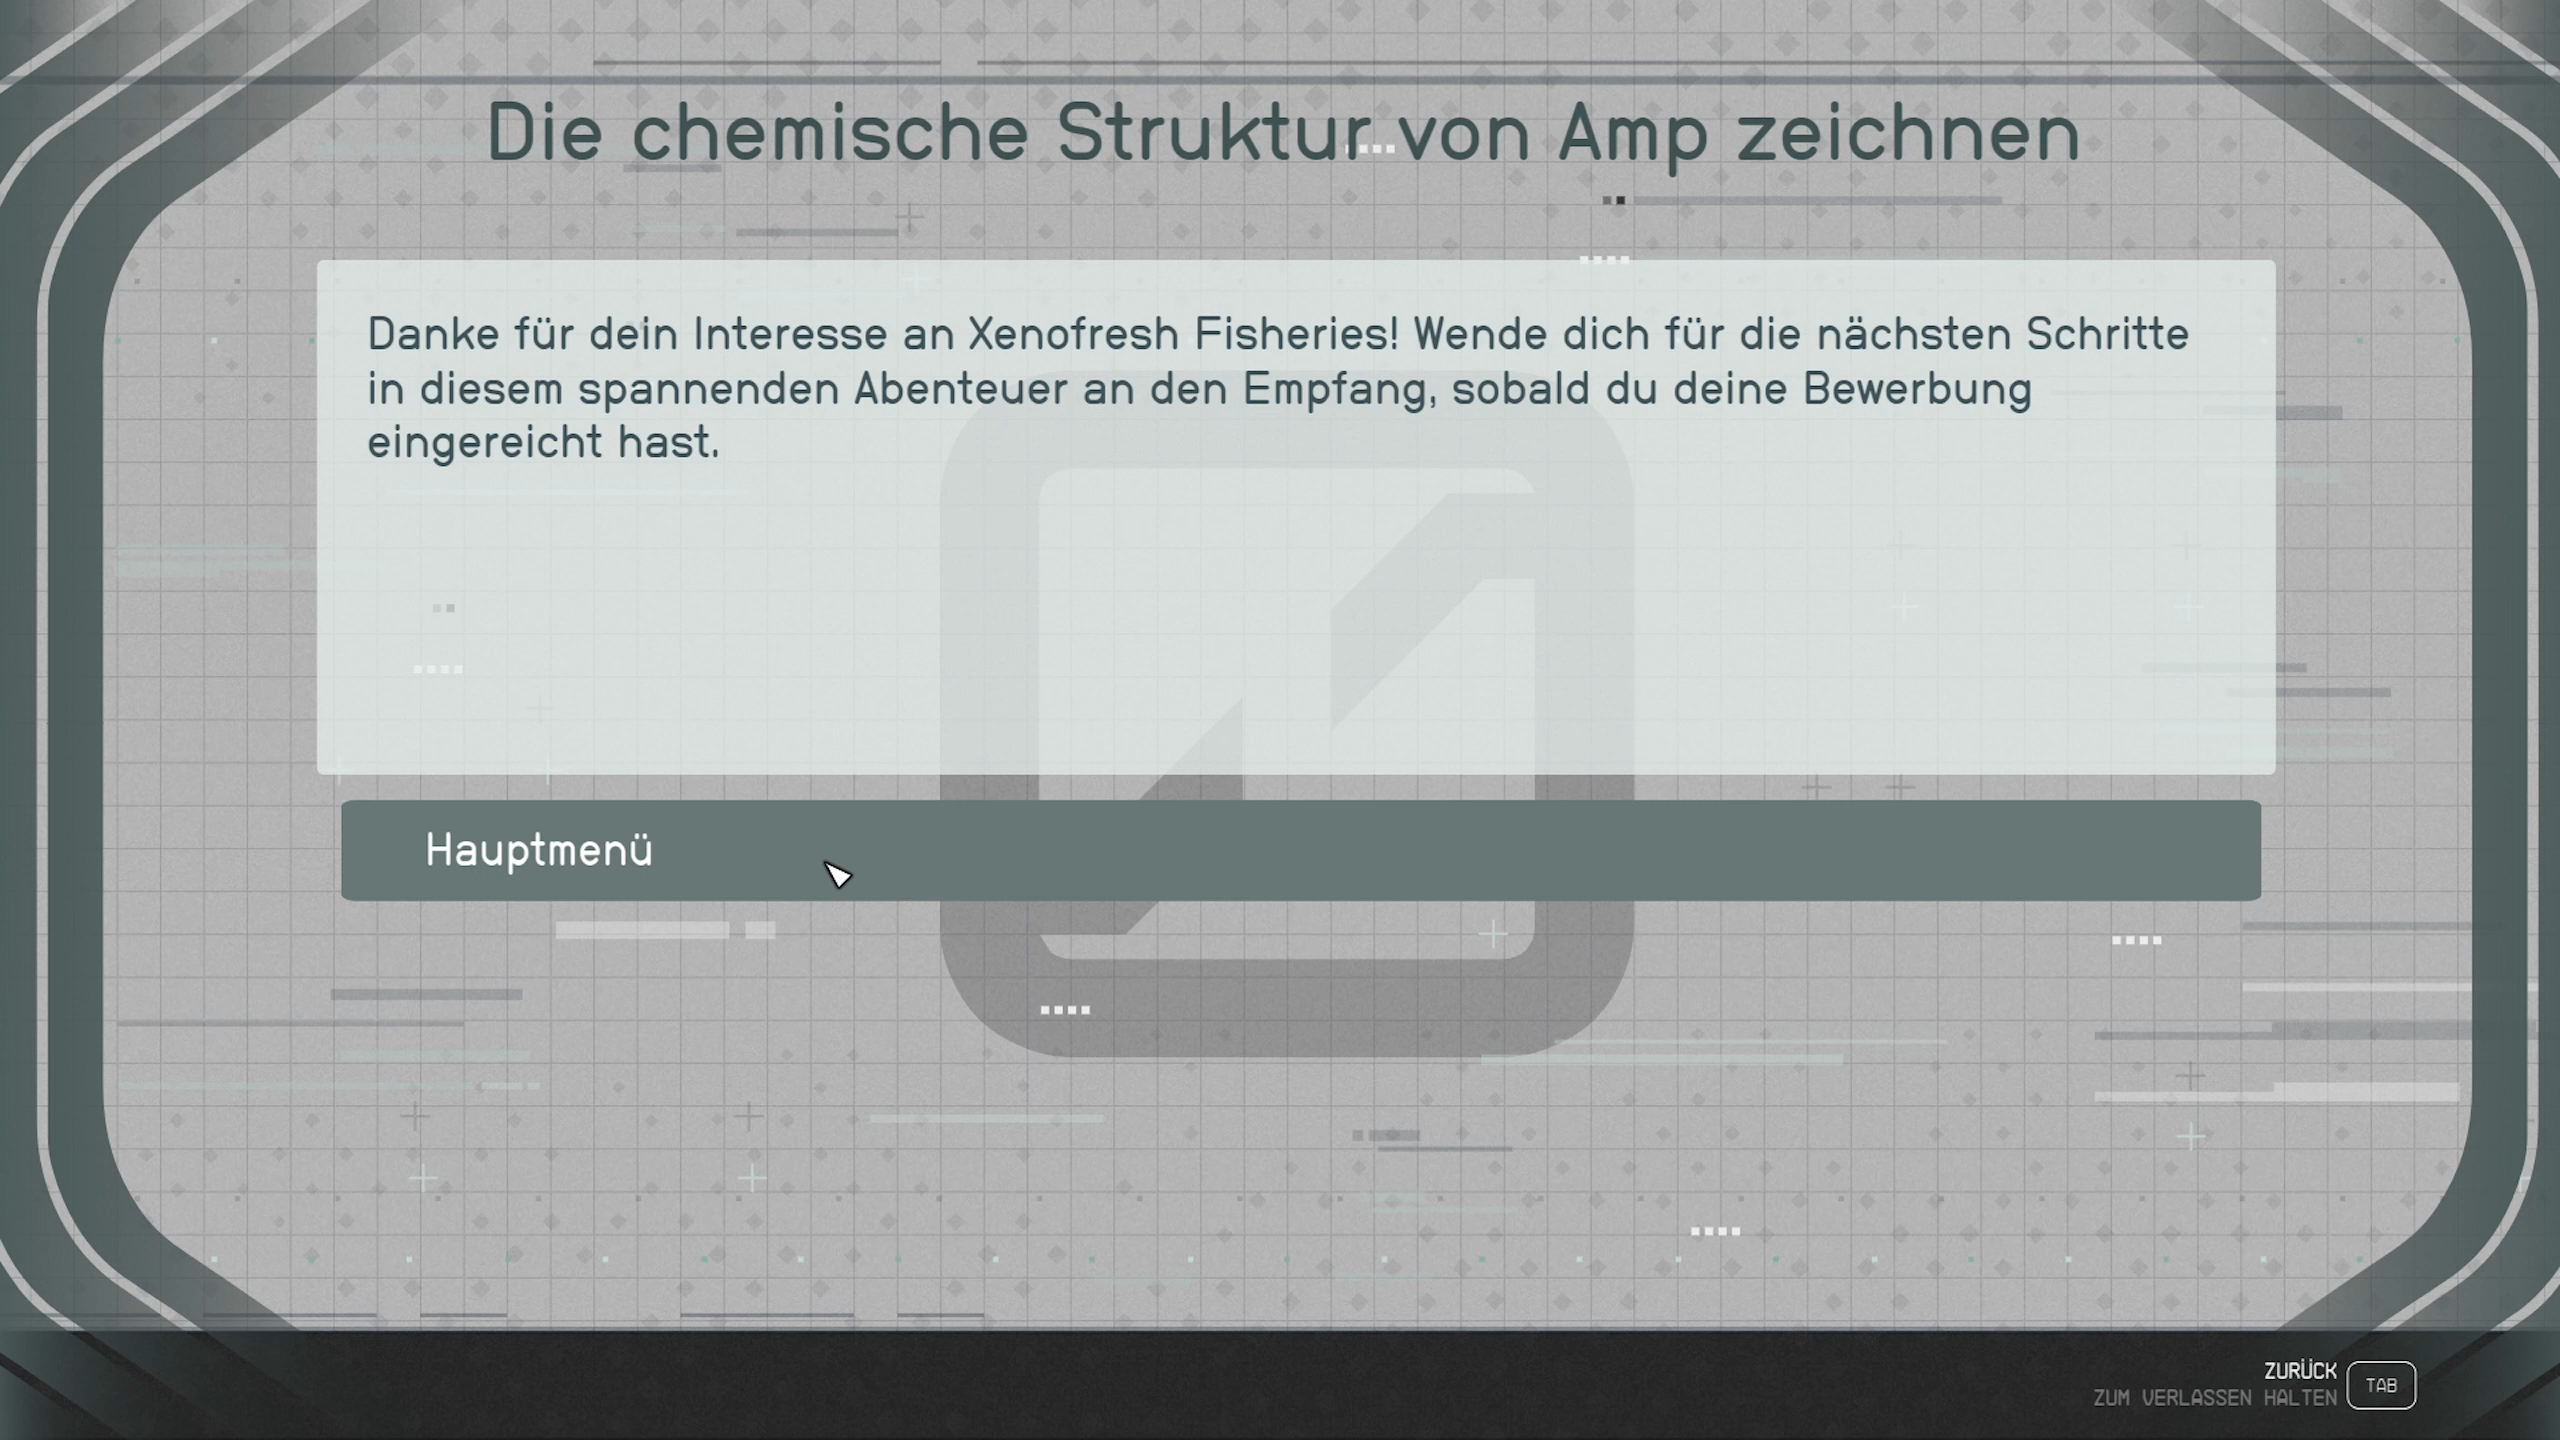 Die chemische Struktur von Amp zeichnen
Danke für dein Interesse an Xenofresh Fisheries! Wende dich für die nächsten Schritte
in diesem spannenden Abenteuer an den Empfang, sobald du deine Bewerbung
eingereicht hast.
Hauptmenü
ZURÜCK
ZUM VERLASSEN HALTEN
TAB